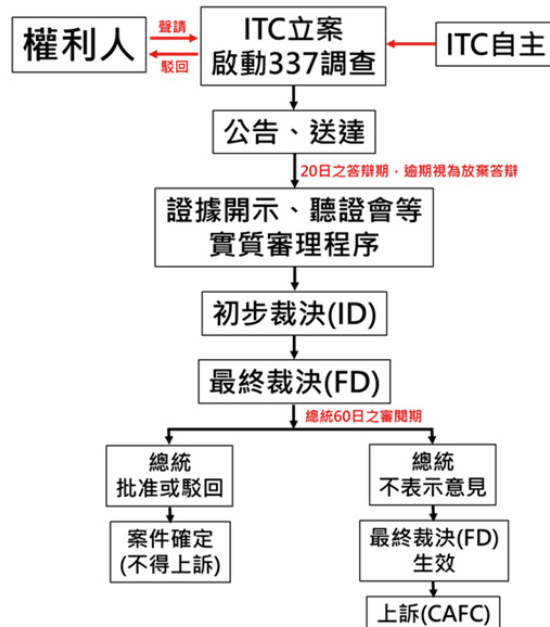 權利人
聲請
駁回
ITC立案
啟動337調查
ITC自主
公告、送達
20日之答辯期，逾期視為放棄答辯
證據開示、聽證會等
實質審理程序
初步裁決(ID)
最終裁決(FD)
總統60日之審閱期
總統
批准或駁回
總統
不表示意見
案件確定
(不得上訴)
最終裁決(FD)
生效
上訴(CAFC)